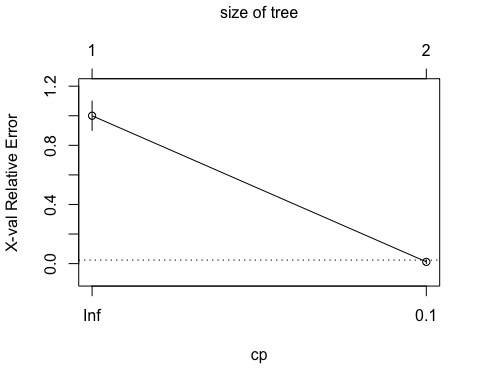 size of tree
1 2
X-val Relative Error
1.2
0.8
0.4
0.0
Inf 0.1
cp